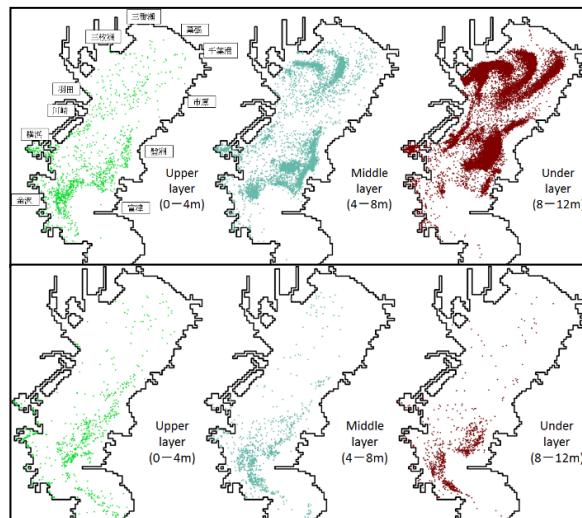 三番瀬
三枚洲
幕張
千葉港
羽田
市原
川崎
横浜
盤洲
金沢
富津
Upper
layer
(0－4m)
Middle
layer
(4－8m)
Under
layer
(8－12m)
Upper
layer
(0－4m)
Middle
layer
(4－8m)
Under
layer
(8－12m)